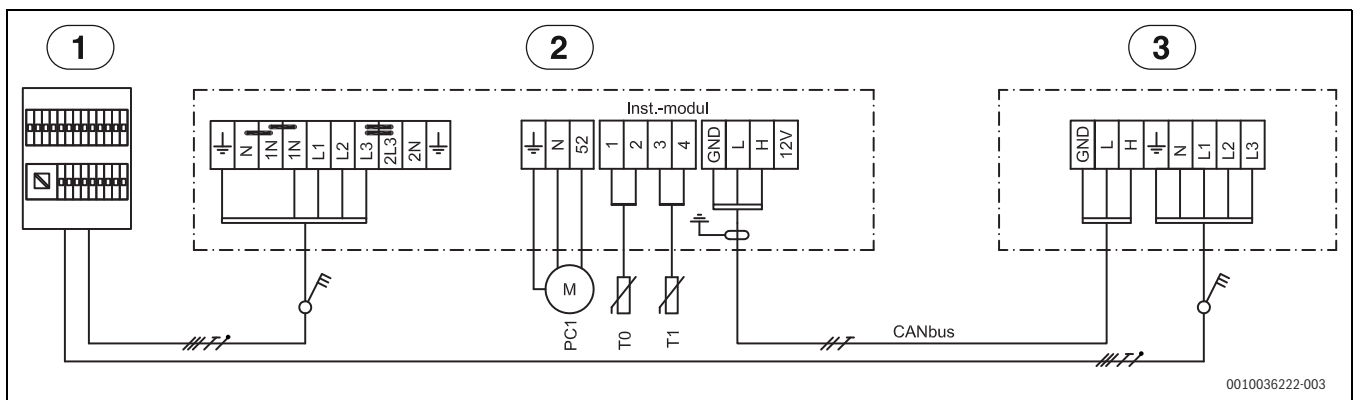 1
2
3
Inst.-modul
N 1N 1N L1 L2 L3 2L3 2N
N 52
1 2 3 4
GND L H 12V
GND L H N L1 L2 L3
M
PC1
T0
T1
CANbus
0010036222-003